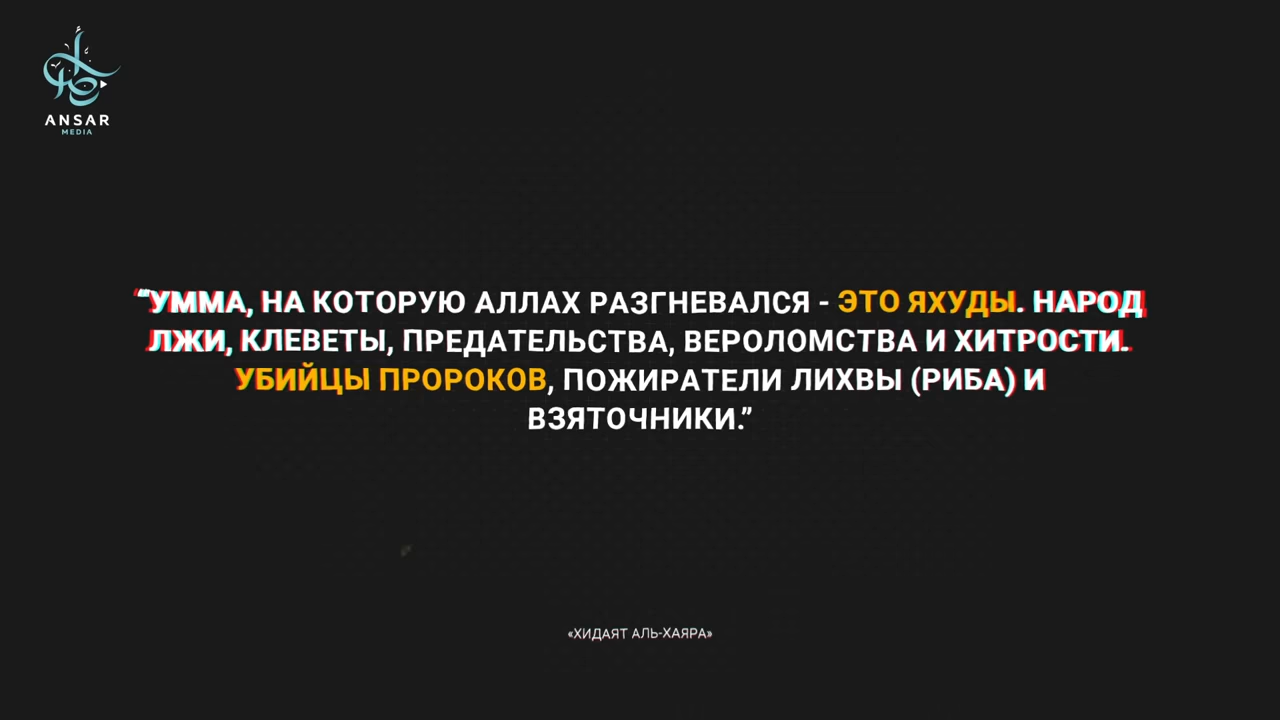 ANSAR
MEDIA
“УММА, НА КОТОРУЮ АЛЛАХ РАЗГНЕВАЛСЯ - ЭТО ЯХУДЫ. НАРОД
ЛЖИ, КЛЕВЕТЫ, ПРЕДАТЕЛЬСТВА, ВЕРОЛОМСТВА И ХИТРОСТИ.
УБИЙЦЫ ПРОРОКОВ, ПОЖИРАТЕЛИ ЛИХВЫ (РИБА) И
ВЗЯТОЧНИКИ.”
«ХИДАЯТ АЛЬ-ХАЯРА»